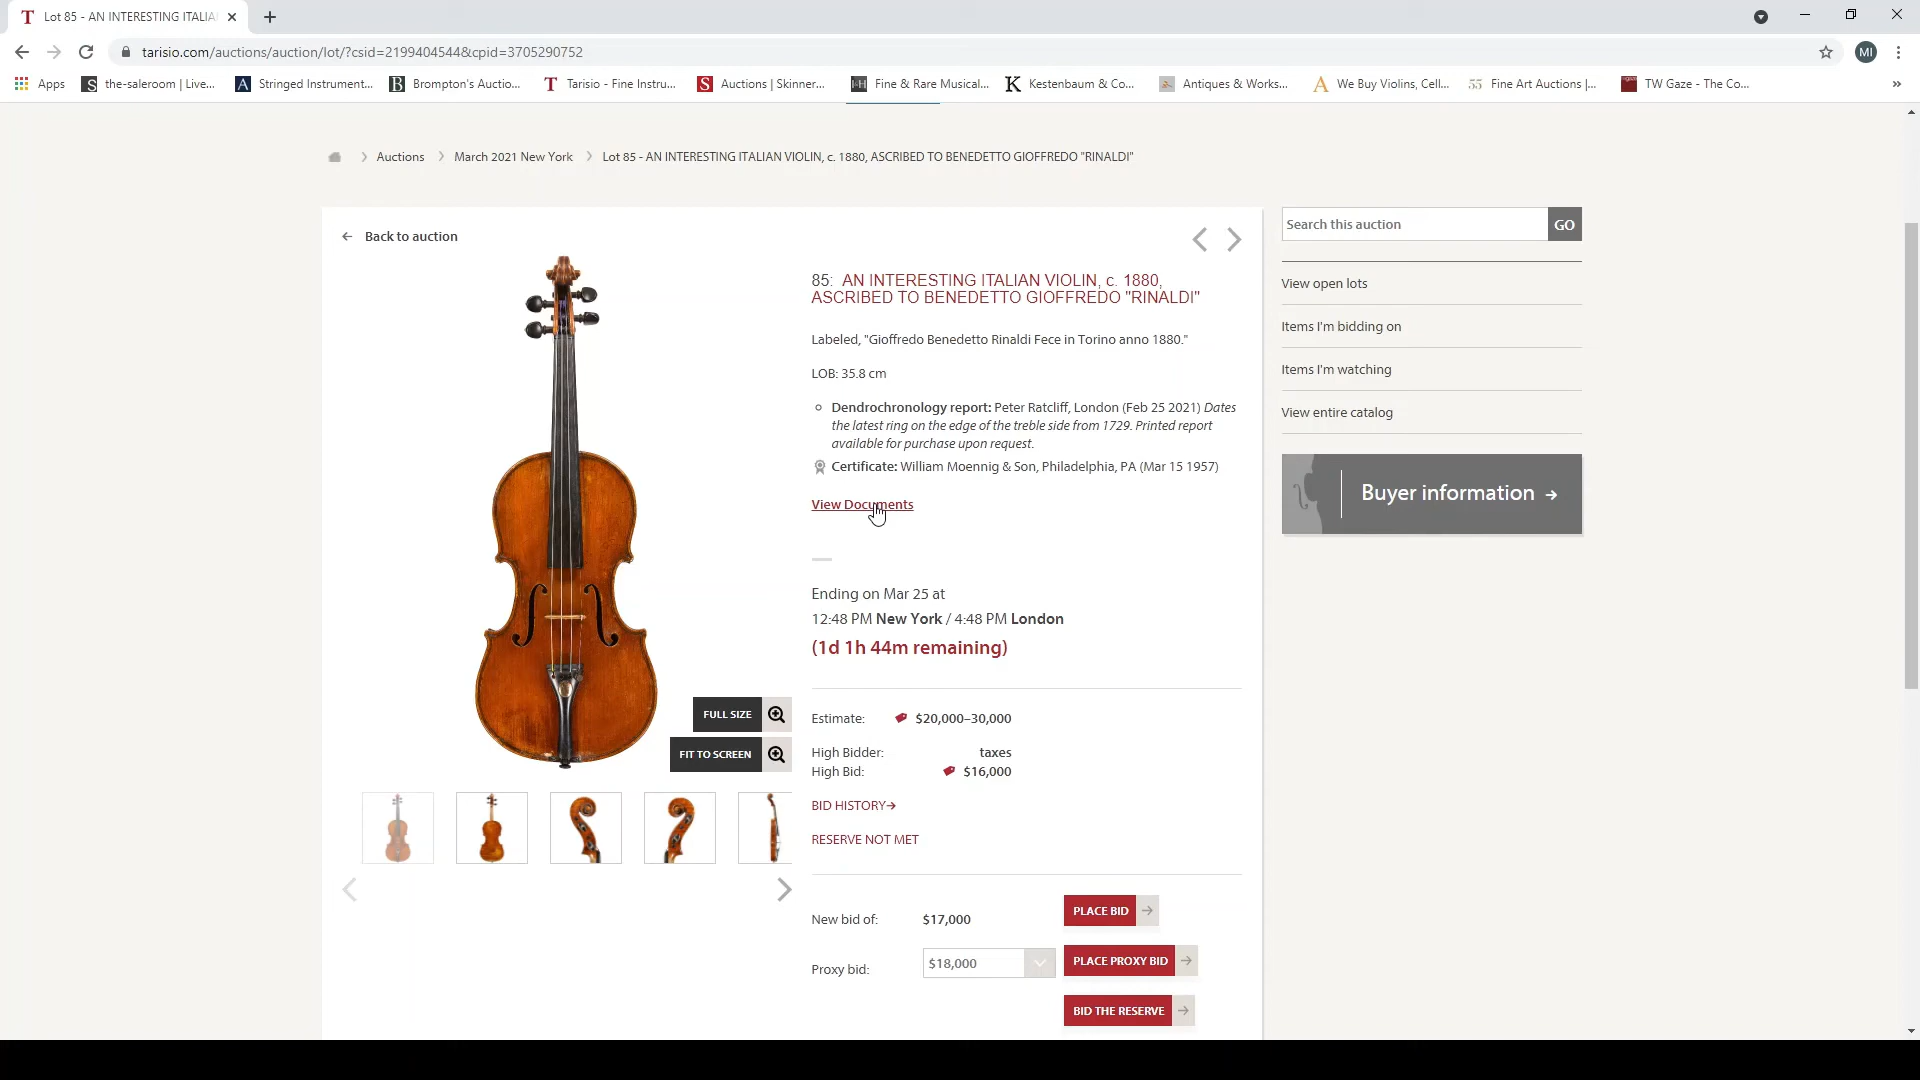 Lot 85 - AN INTERESTING ITALIA
tarisio.com/auctions/auction/lot/?csid=2199404544&cpid=3705290752
MI
Apps
the-saleroom | Live...
Stringed Instrument...
Brompton's Auctio...
Tarisio - Fine Instru...
Auctions | Skinner...
Fine & Rare Musical...
Kestenbaum & Co...
Antiques & Works...
We Buy Violins, Cell...
Fine Art Auctions |...
TW Gaze - The Co...
Auctions > March 2021 New York > Lot 85 - AN INTERESTING ITALIAN VIOLIN, c. 1880, ASCRIBED TO BENEDETTO GIOFFREDO "RINALDI"
Back to auction
85: AN INTERESTING ITALIAN VIOLIN, c. 1880,
ASCRIBED TO BENEDETTO GIOFFREDO "RINALDI"
Labeled, "Gioffredo Benedetto Rinaldi Fece in Torino anno 1880."
LOB: 35.8 cm
Dendrochronology report: Peter Ratcliff, London (Feb 25 2021) Dates
the latest ring on the edge of the treble side from 1729. Printed report
available for purchase upon request.
Certificate: William Moennig & Son, Philadelphia, PA (Mar 15 1957)
View Documents
Ending on Mar 25 at
12:48 PM New York / 4:48 PM London
(1d 1h 44m remaining)
FULL SIZE
FIT TO SCREEN
Estimate: $20,000–30,000
High Bidder: taxes
High Bid: $16,000
BID HISTORY→
RESERVE NOT MET
New bid of: $17,000
PLACE BID
Proxy bid: $18,000
PLACE PROXY BID
BID THE RESERVE
Search this auction
GO
View open lots
Items I'm bidding on
Items I'm watching
View entire catalog
Buyer information →